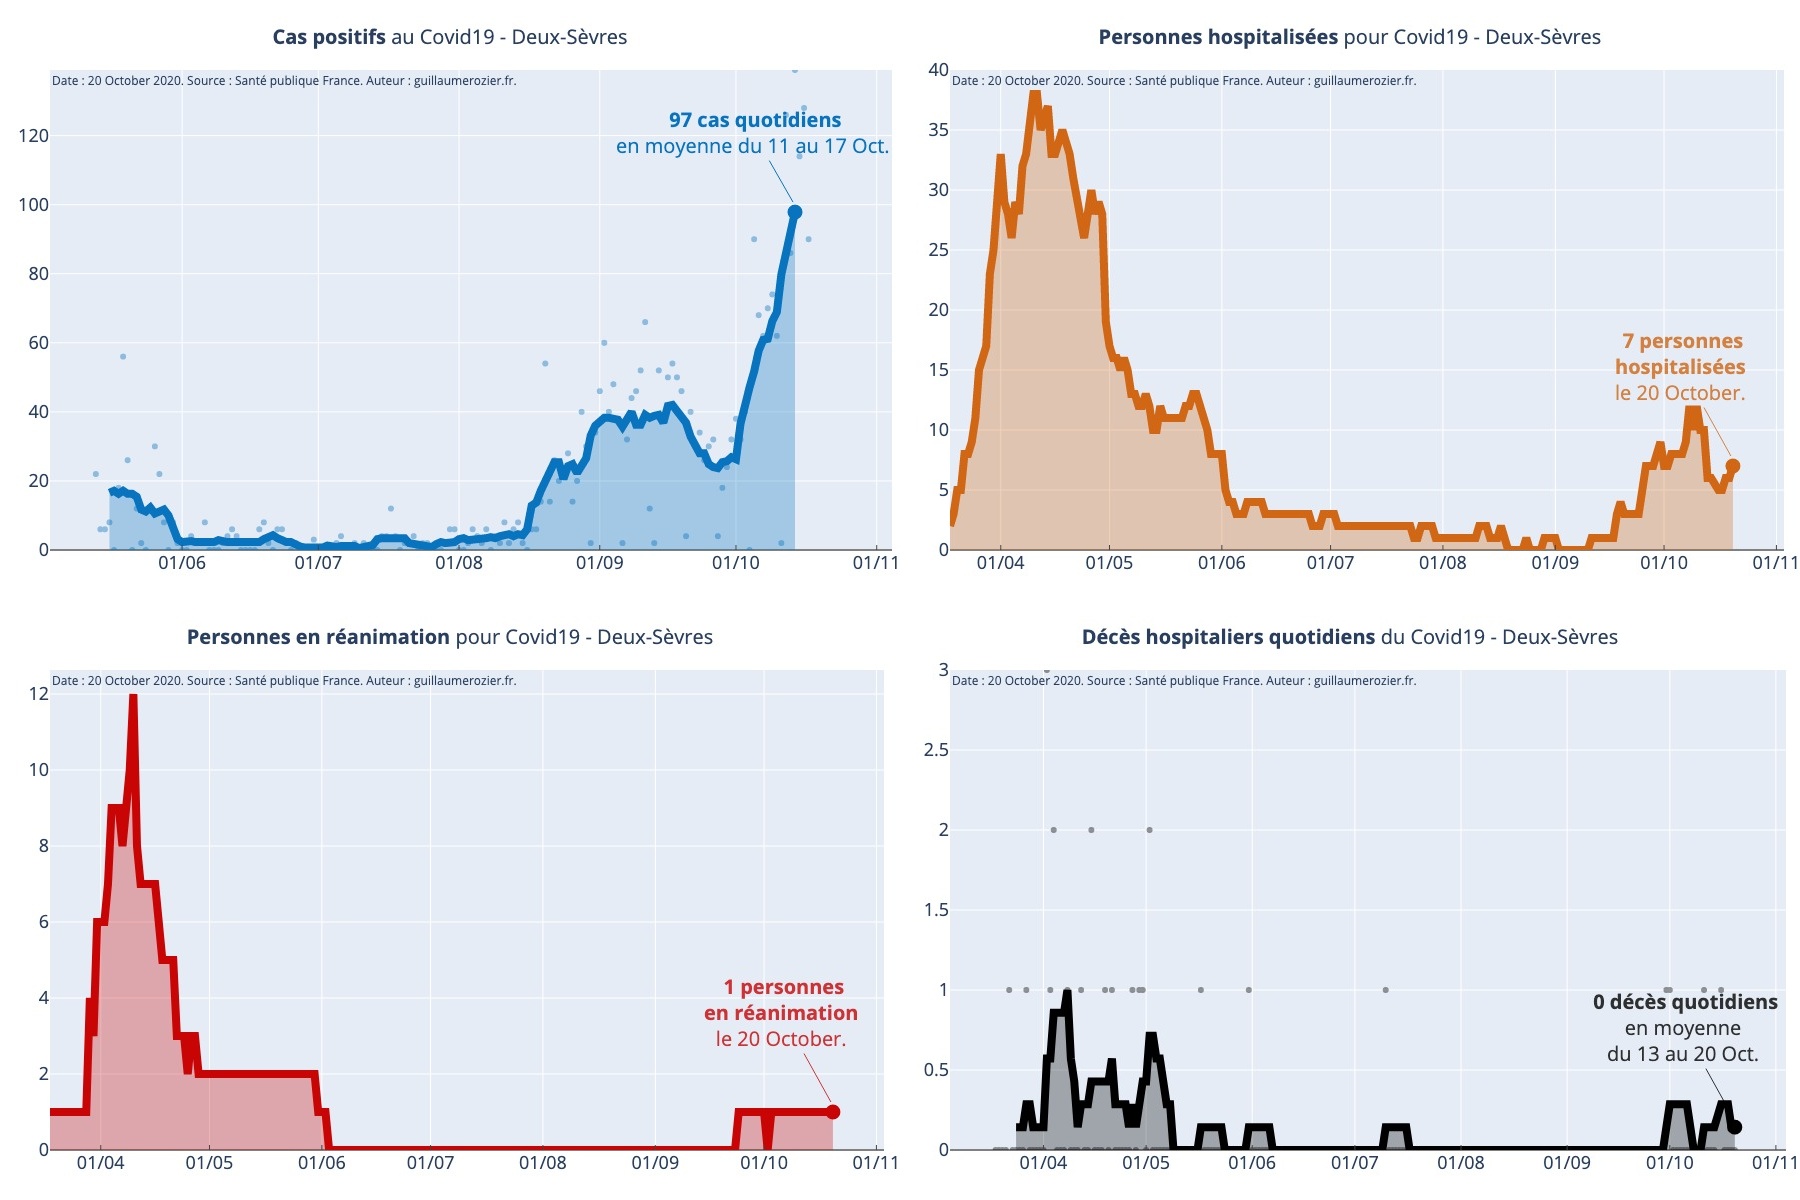 Cas positifs au Covid19 - Deux-Sèvres
Date : 20 October 2020. Source : Santé publique France. Auteur : guillaumerozier.fr.
97 cas quotidiens
en moyenne du 11 au 17 Oct.
120
100
80
60
40
20
0
01/06 01/07 01/08 01/09 01/10 01/11
Personnes hospitalisées pour Covid19 - Deux-Sèvres
40
Date : 20 October 2020. Source : Santé publique France. Auteur : guillaumerozier.fr.
35
30
25
20
15
10
5
0
7 personnes
hospitalisées
le 20 October.
01/04 01/05 01/06 01/07 01/08 01/09 01/10 01/11
Personnes en réanimation pour Covid19 - Deux-Sèvres
Date : 20 October 2020. Source : Santé publique France. Auteur : guillaumerozier.fr.
12
10
8
6
4
2
0
1 personnes
en réanimation
le 20 October.
01/04 01/05 01/06 01/07 01/08 01/09 01/10 01/11
Décès hospitaliers quotidiens du Covid19 - Deux-Sèvres
3
Date : 20 October 2020. Source : Santé publique France. Auteur : guillaumerozier.fr.
2.5
2
1.5
1
0.5
0
0 décès quotidiens
en moyenne
du 13 au 20 Oct.
01/04 01/05 01/06 01/07 01/08 01/09 01/10 01/11